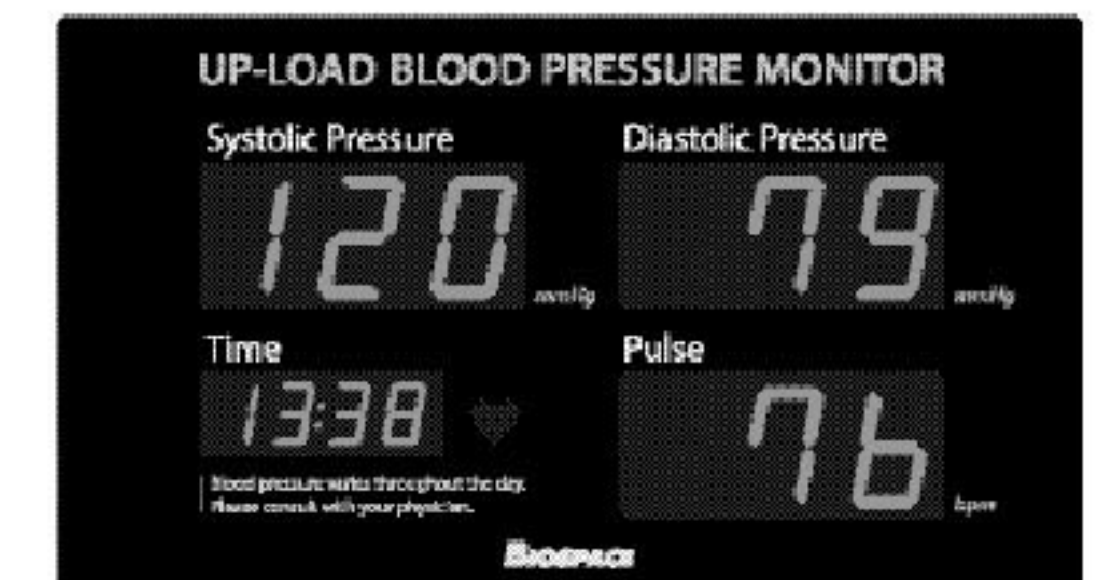 UP-LOAD BLOOD PRESSURE MONITOR
Systolic Pressure
Diastolic Pressure
120 mmHg
79 mmHg
Time
Pulse
13:38
76
bpm
Blood pressure varies throughout the day.
Please consult with your physician.